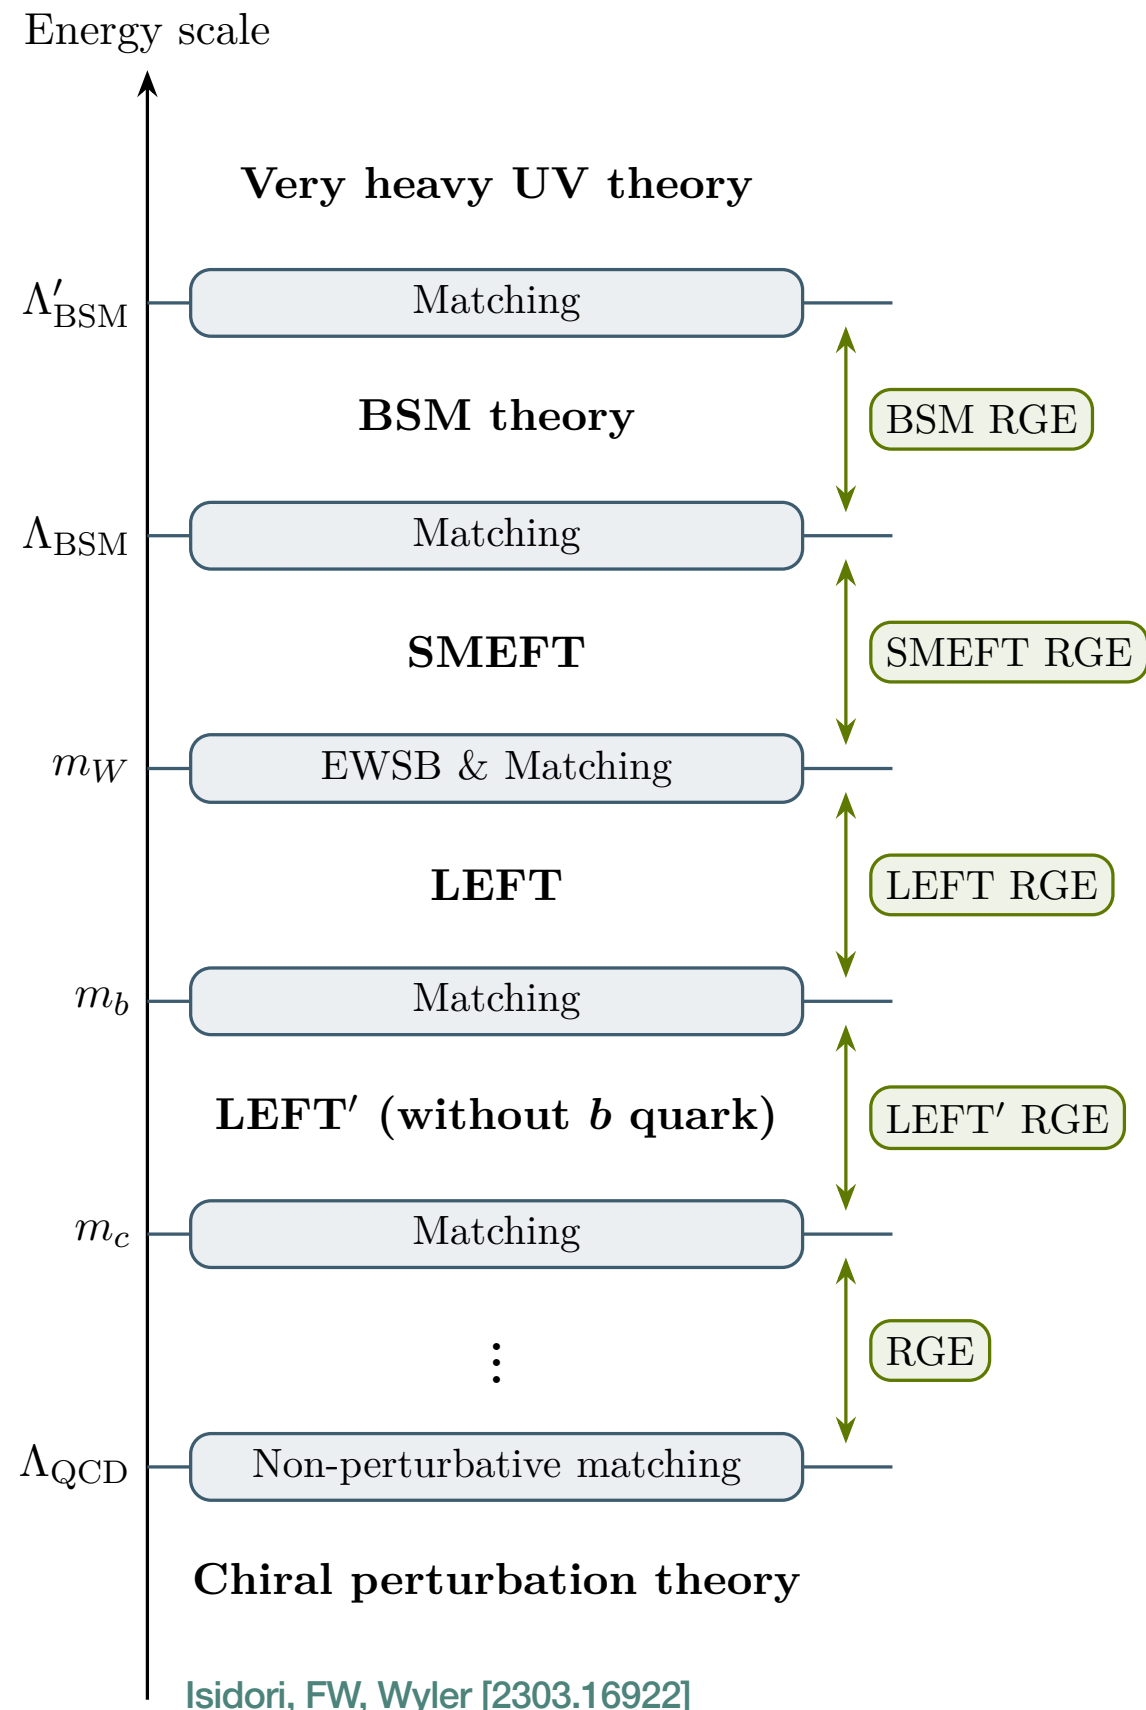 Energy scale
Very heavy UV theory
Λ′BSM
Matching
BSM theory
BSM RGE
ΛBSM
Matching
SMEFT
SMEFT RGE
mW
EWSB & Matching
LEFT
LEFT RGE
mb
Matching
LEFT′ (without b quark)
LEFT′ RGE
mc
Matching
⋮
RGE
ΛQCD
Non-perturbative matching
Chiral perturbation theory
Isidori, FW, Wyler [2303.16922]